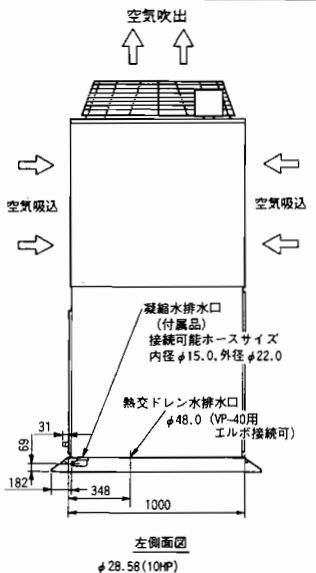 空気吹出
空気吸込
空気吸込
凝縮水排水口
(付属品)
接続可能ホースサイズ
内径φ15.0、外径φ22.0
熱交ドレン水排水口
φ48.0 (VP-40用
エルボ接続可)
31
69
182
348
1000
左側面図
φ28.58(10HP)